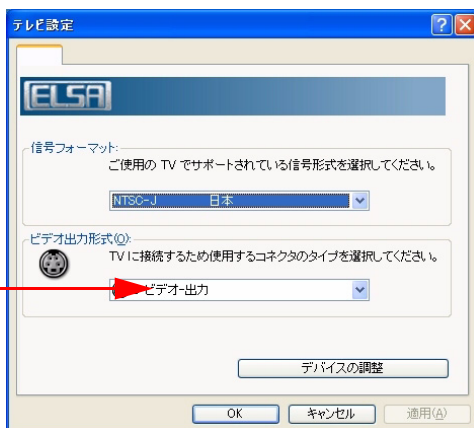 テレビ設定
ELSA
信号フォーマット:
ご使用の TV でサポートされている信号形式を選択してください。
NTSC-J 日本
ビデオ出力形式(O):
TVに接続するため使用するコネクタのタイプを選択してください。
ビデオ-出力
デバイスの調整
OK
キャンセル
適用(A)